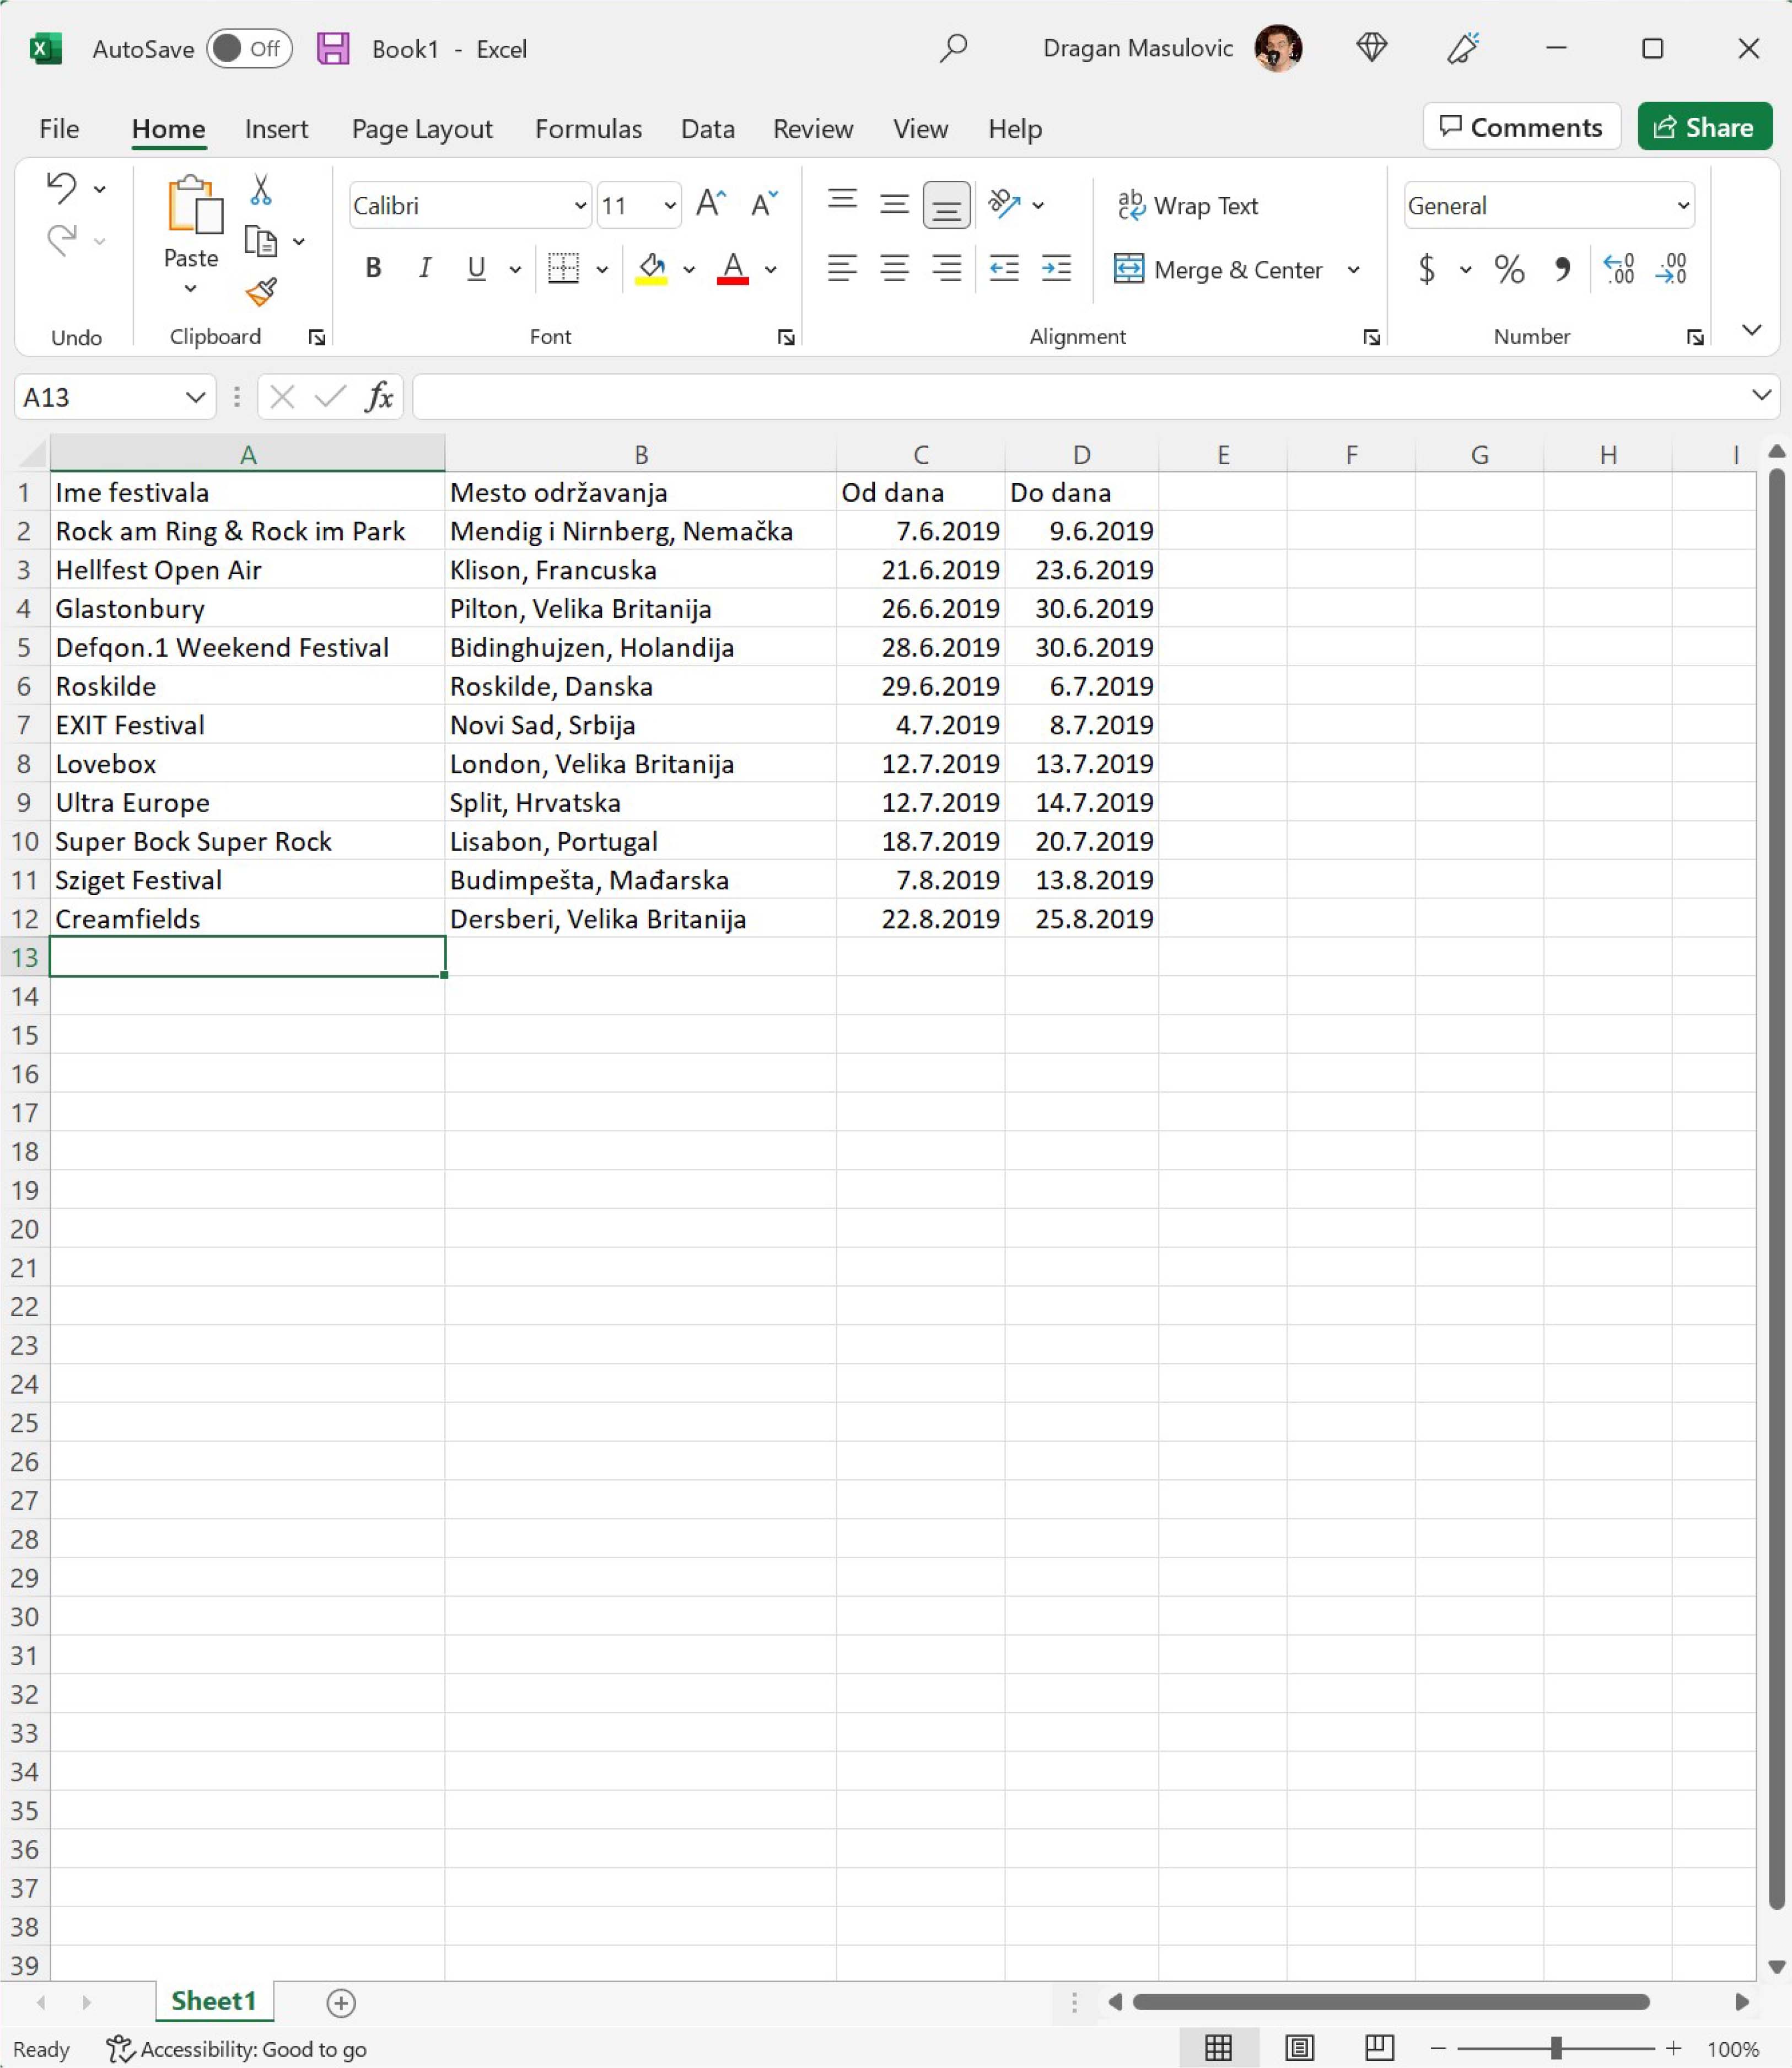 AutoSave Off Book1 - Excel Dragan Masulovic
File Home Insert Page Layout Formulas Data Review View Help Comments Share
Calibri 11 Wrap Text General
Paste B I U A Merge & Center $ % 9
Undo Clipboard Font Alignment Number
A13 fx
A B C D E F G H I
1 Ime festivala Mesto održavanja Od dana Do dana
2 Rock am Ring & Rock im Park Mendig i Nirnberg, Nemačka 7.6.2019 9.6.2019
3 Hellfest Open Air Klison, Francuska 21.6.2019 23.6.2019
4 Glastonbury Pilton, Velika Britanija 26.6.2019 30.6.2019
5 Defqon.1 Weekend Festival Bidinghujzen, Holandija 28.6.2019 30.6.2019
6 Roskilde Roskilde, Danska 29.6.2019 6.7.2019
7 EXIT Festival Novi Sad, Srbija 4.7.2019 8.7.2019
8 Lovebox London, Velika Britanija 12.7.2019 13.7.2019
9 Ultra Europe Split, Hrvatska 12.7.2019 14.7.2019
10 Super Bock Super Rock Lisabon, Portugal 18.7.2019 20.7.2019
11 Sziget Festival Budimpešta, Mađarska 7.8.2019 13.8.2019
12 Creamfields Dersberi, Velika Britanija 22.8.2019 25.8.2019
13
14
15
16
17
18
19
20
21
22
23
24
25
26
27
28
29
30
31
32
33
34
35
36
37
38
39
Sheet1
Ready Accessibility: Good to go 100%